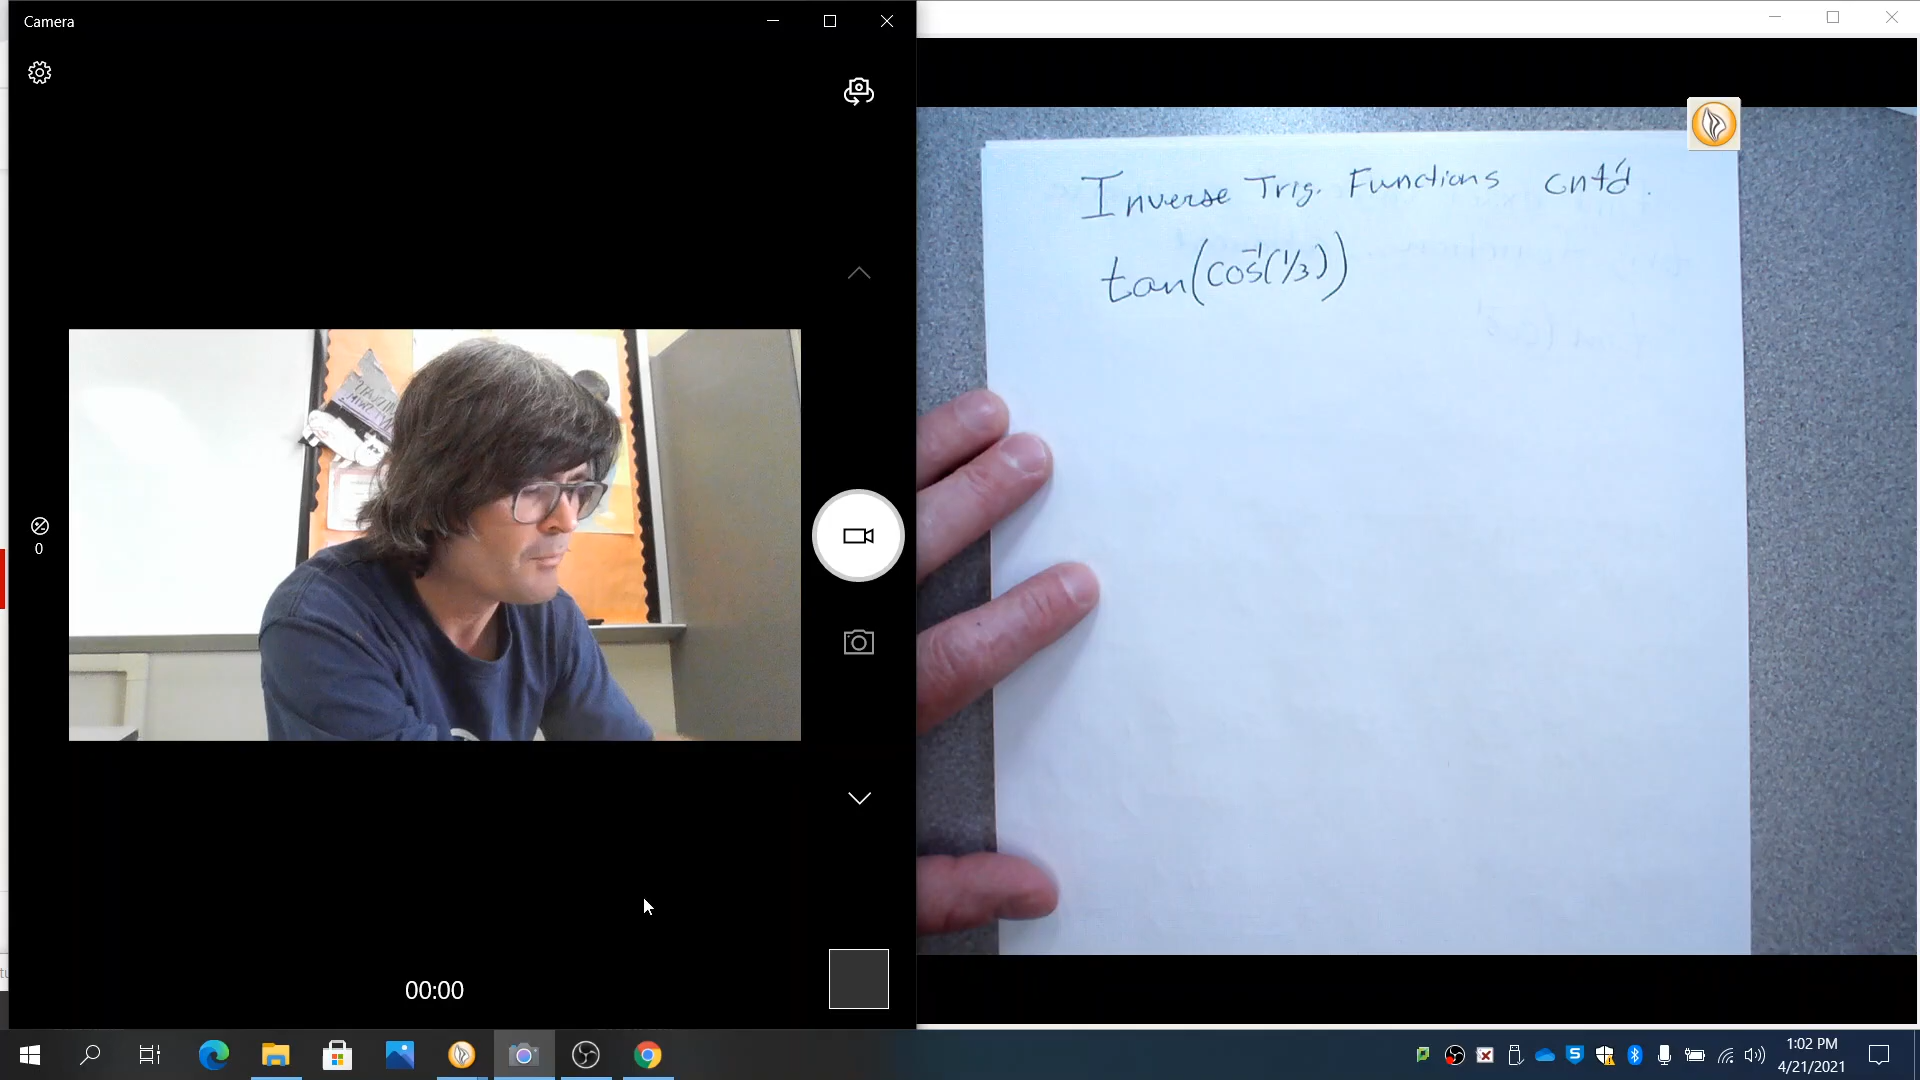 Camera
0
00:00
Inverse Trig. Functions cnt'd.
tan(cos⁻¹(1/3))
1:02 PM
4/21/2021